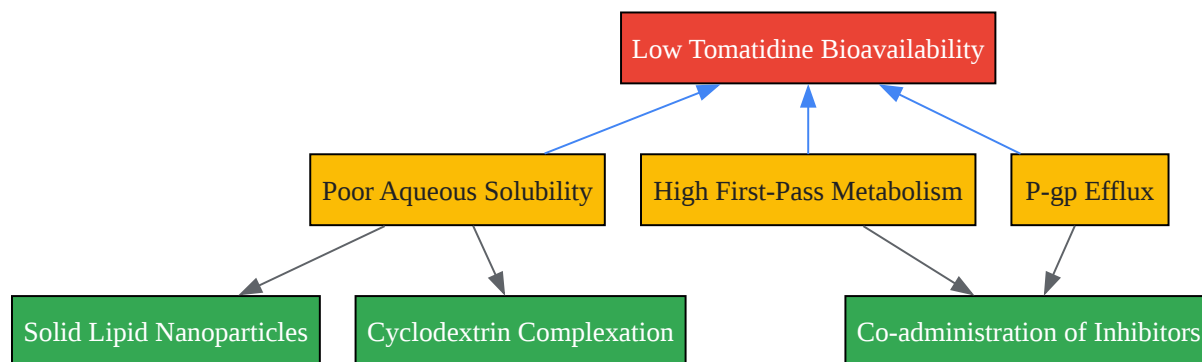 Low Tomatidine Bioavailability
Poor Aqueous Solubility
High First-Pass Metabolism
P-gp Efflux
Solid Lipid Nanoparticles
Cyclodextrin Complexation
Co-administration of Inhibitors